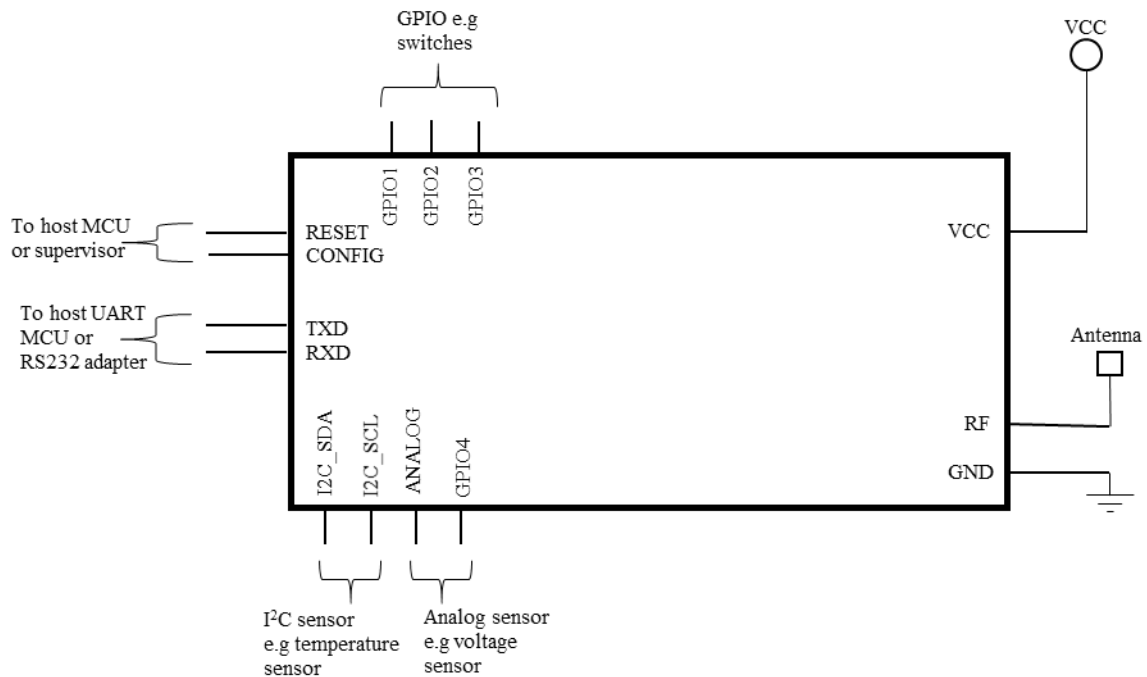 GPIO e.g
switches
VCC
GPIO1
GPIO2
GPIO3
To host MCU
or supervisor
RESET
CONFIG
VCC
To host UART
MCU or
RS232 adapter
TXD
RXD
Antenna
I2C_SDA
I2C_SCL
ANALOG
GPIO4
RF
GND
I²C sensor
e.g temperature
sensor
Analog sensor
e.g voltage
sensor